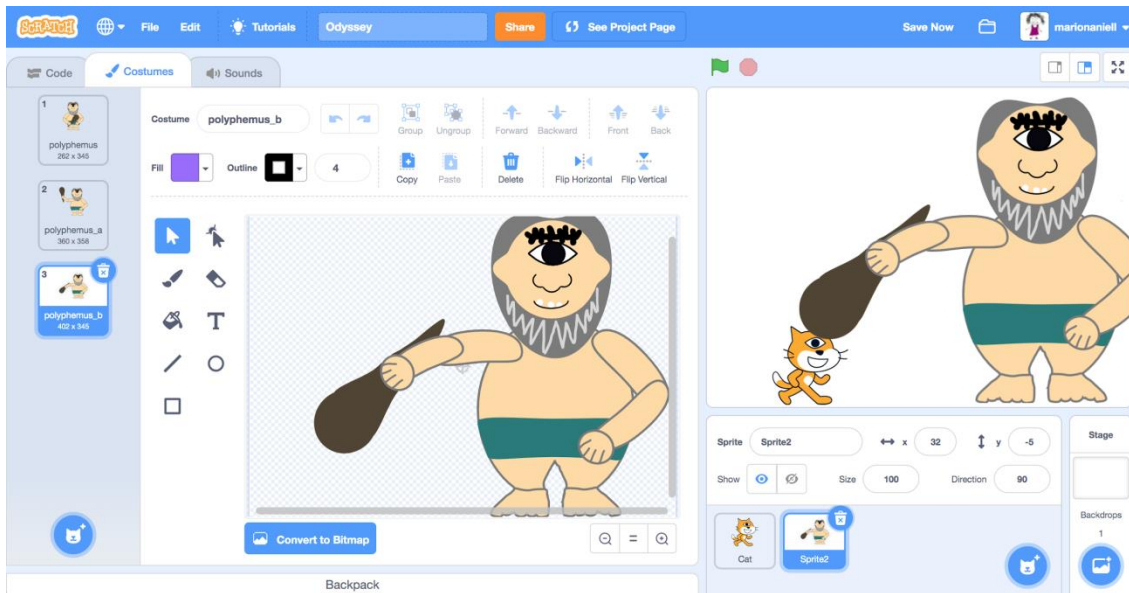 SCRATCH File Edit Tutorials Odyssey Share See Project Page Save Now marionaniell
Code Costumes Sounds
1
polyphemus
262 x 345
2
polyphemus_a
360 x 358
3
polyphemus_b
402 x 345
Costume polyphemus_b Group Ungroup Forward Backward Front Back
Fill Outline 4 Copy Paste Delete Flip Horizontal Flip Vertical
T
Convert to Bitmap
Backpack
Sprite Sprite2 x 32 y -5
Show Size 100 Direction 90
Cat Sprite2
Stage
Backdrops
1